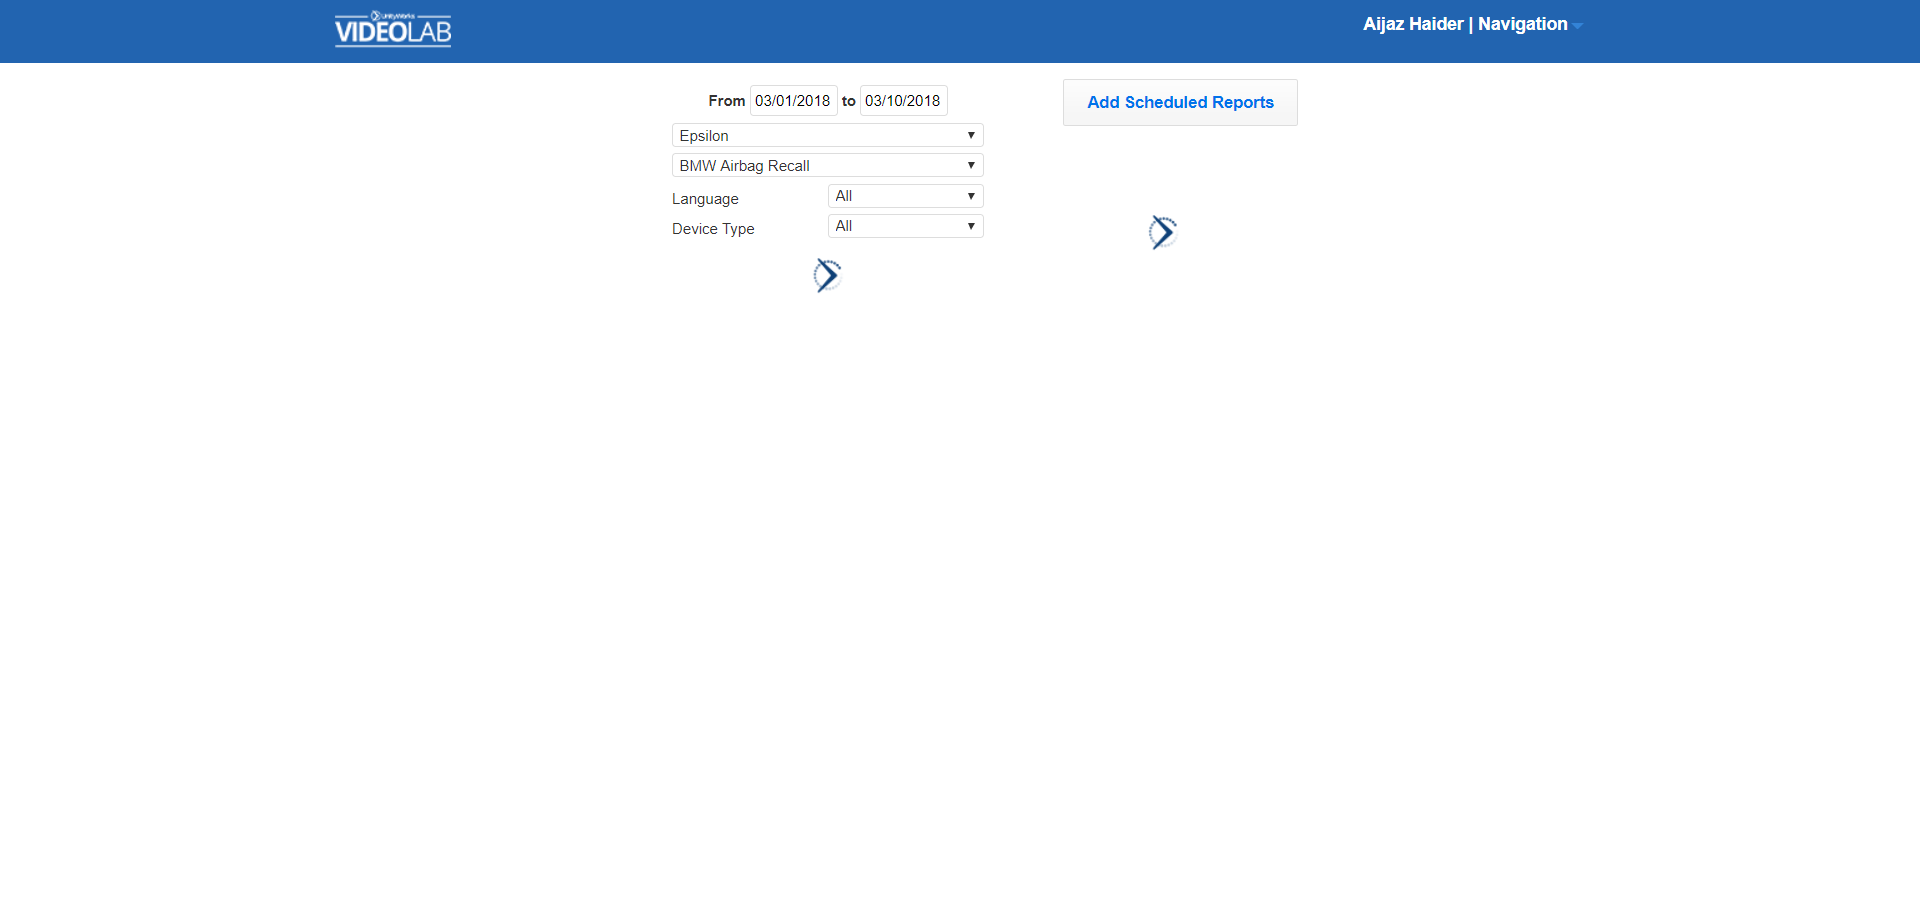 UnityWorks
VIDEOLAB
Aijaz Haider | Navigation
From 03/01/2018 to 03/10/2018
Add Scheduled Reports
Epsilon
BMW Airbag Recall
Language All
Device Type All